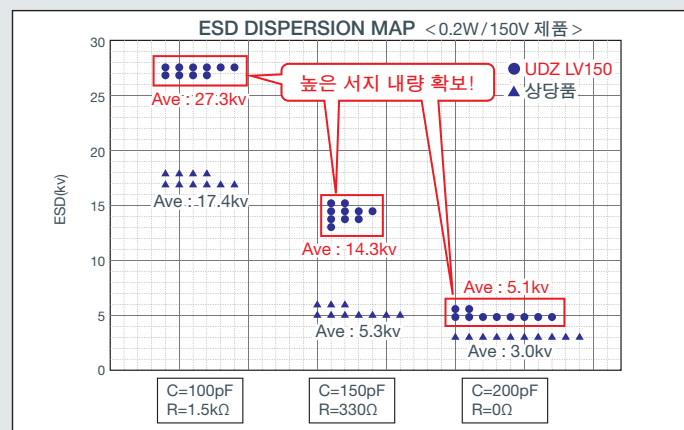 ESD DISPERSION MAP <0.2W/150V 제품>
30
25
20
15
10
5
0
ESD(kv)
UDZ LV150
상당품
높은 서지 내량 확보!
Ave : 27.3kv
Ave : 17.4kv
Ave : 14.3kv
Ave : 5.3kv
Ave : 5.1kv
Ave : 3.0kv
C=100pF
R=1.5kΩ
C=150pF
R=330Ω
C=200pF
R=0Ω